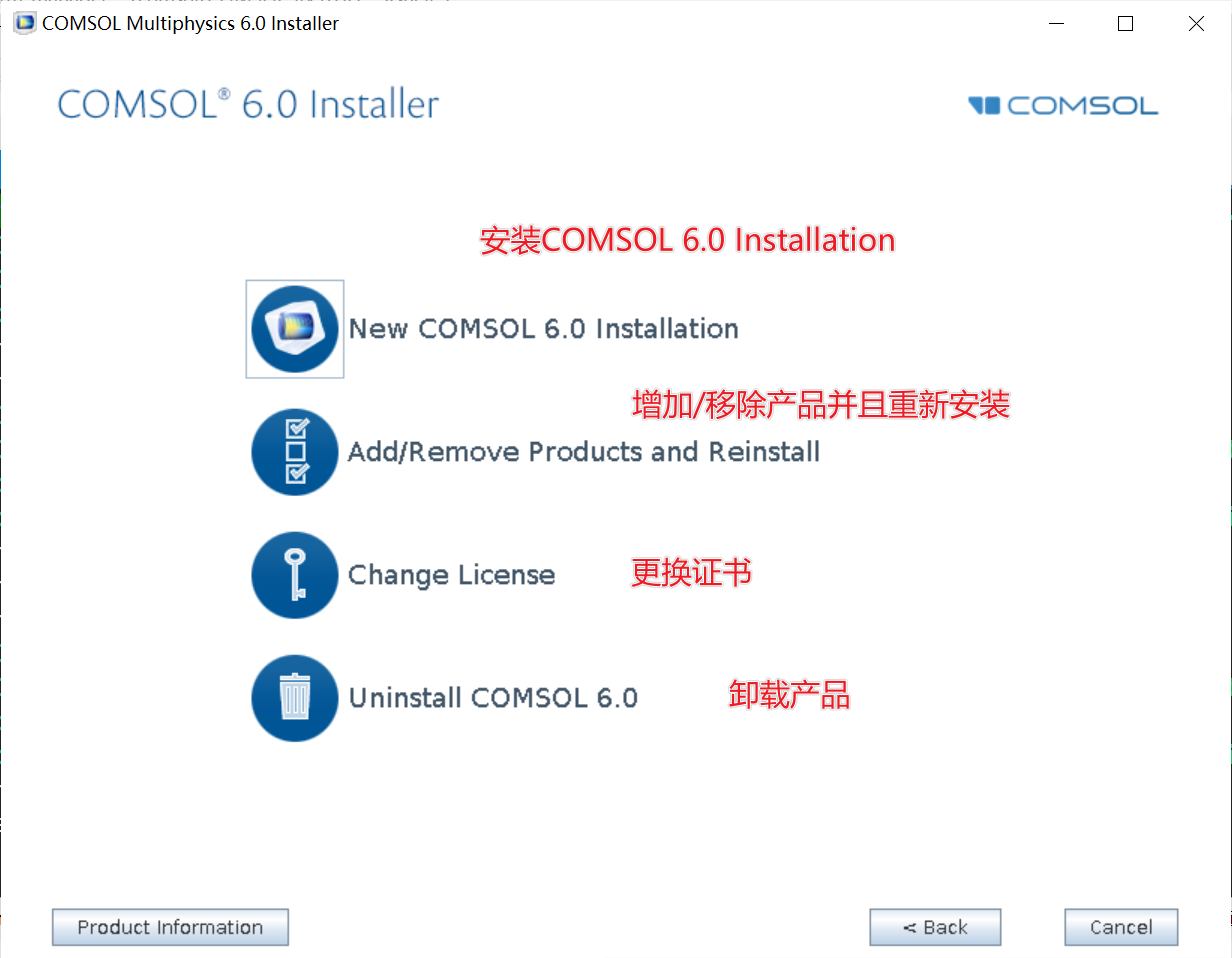 COMSOL Multiphysics 6.0 Installer
COMSOL® 6.0 Installer
COMSOL
安装COMSOL 6.0 Installation
New COMSOL 6.0 Installation
增加/移除产品并且重新安装
Add/Remove Products and Reinstall
Change License
更换证书
Uninstall COMSOL 6.0
卸载产品
Product Information
< Back
Cancel